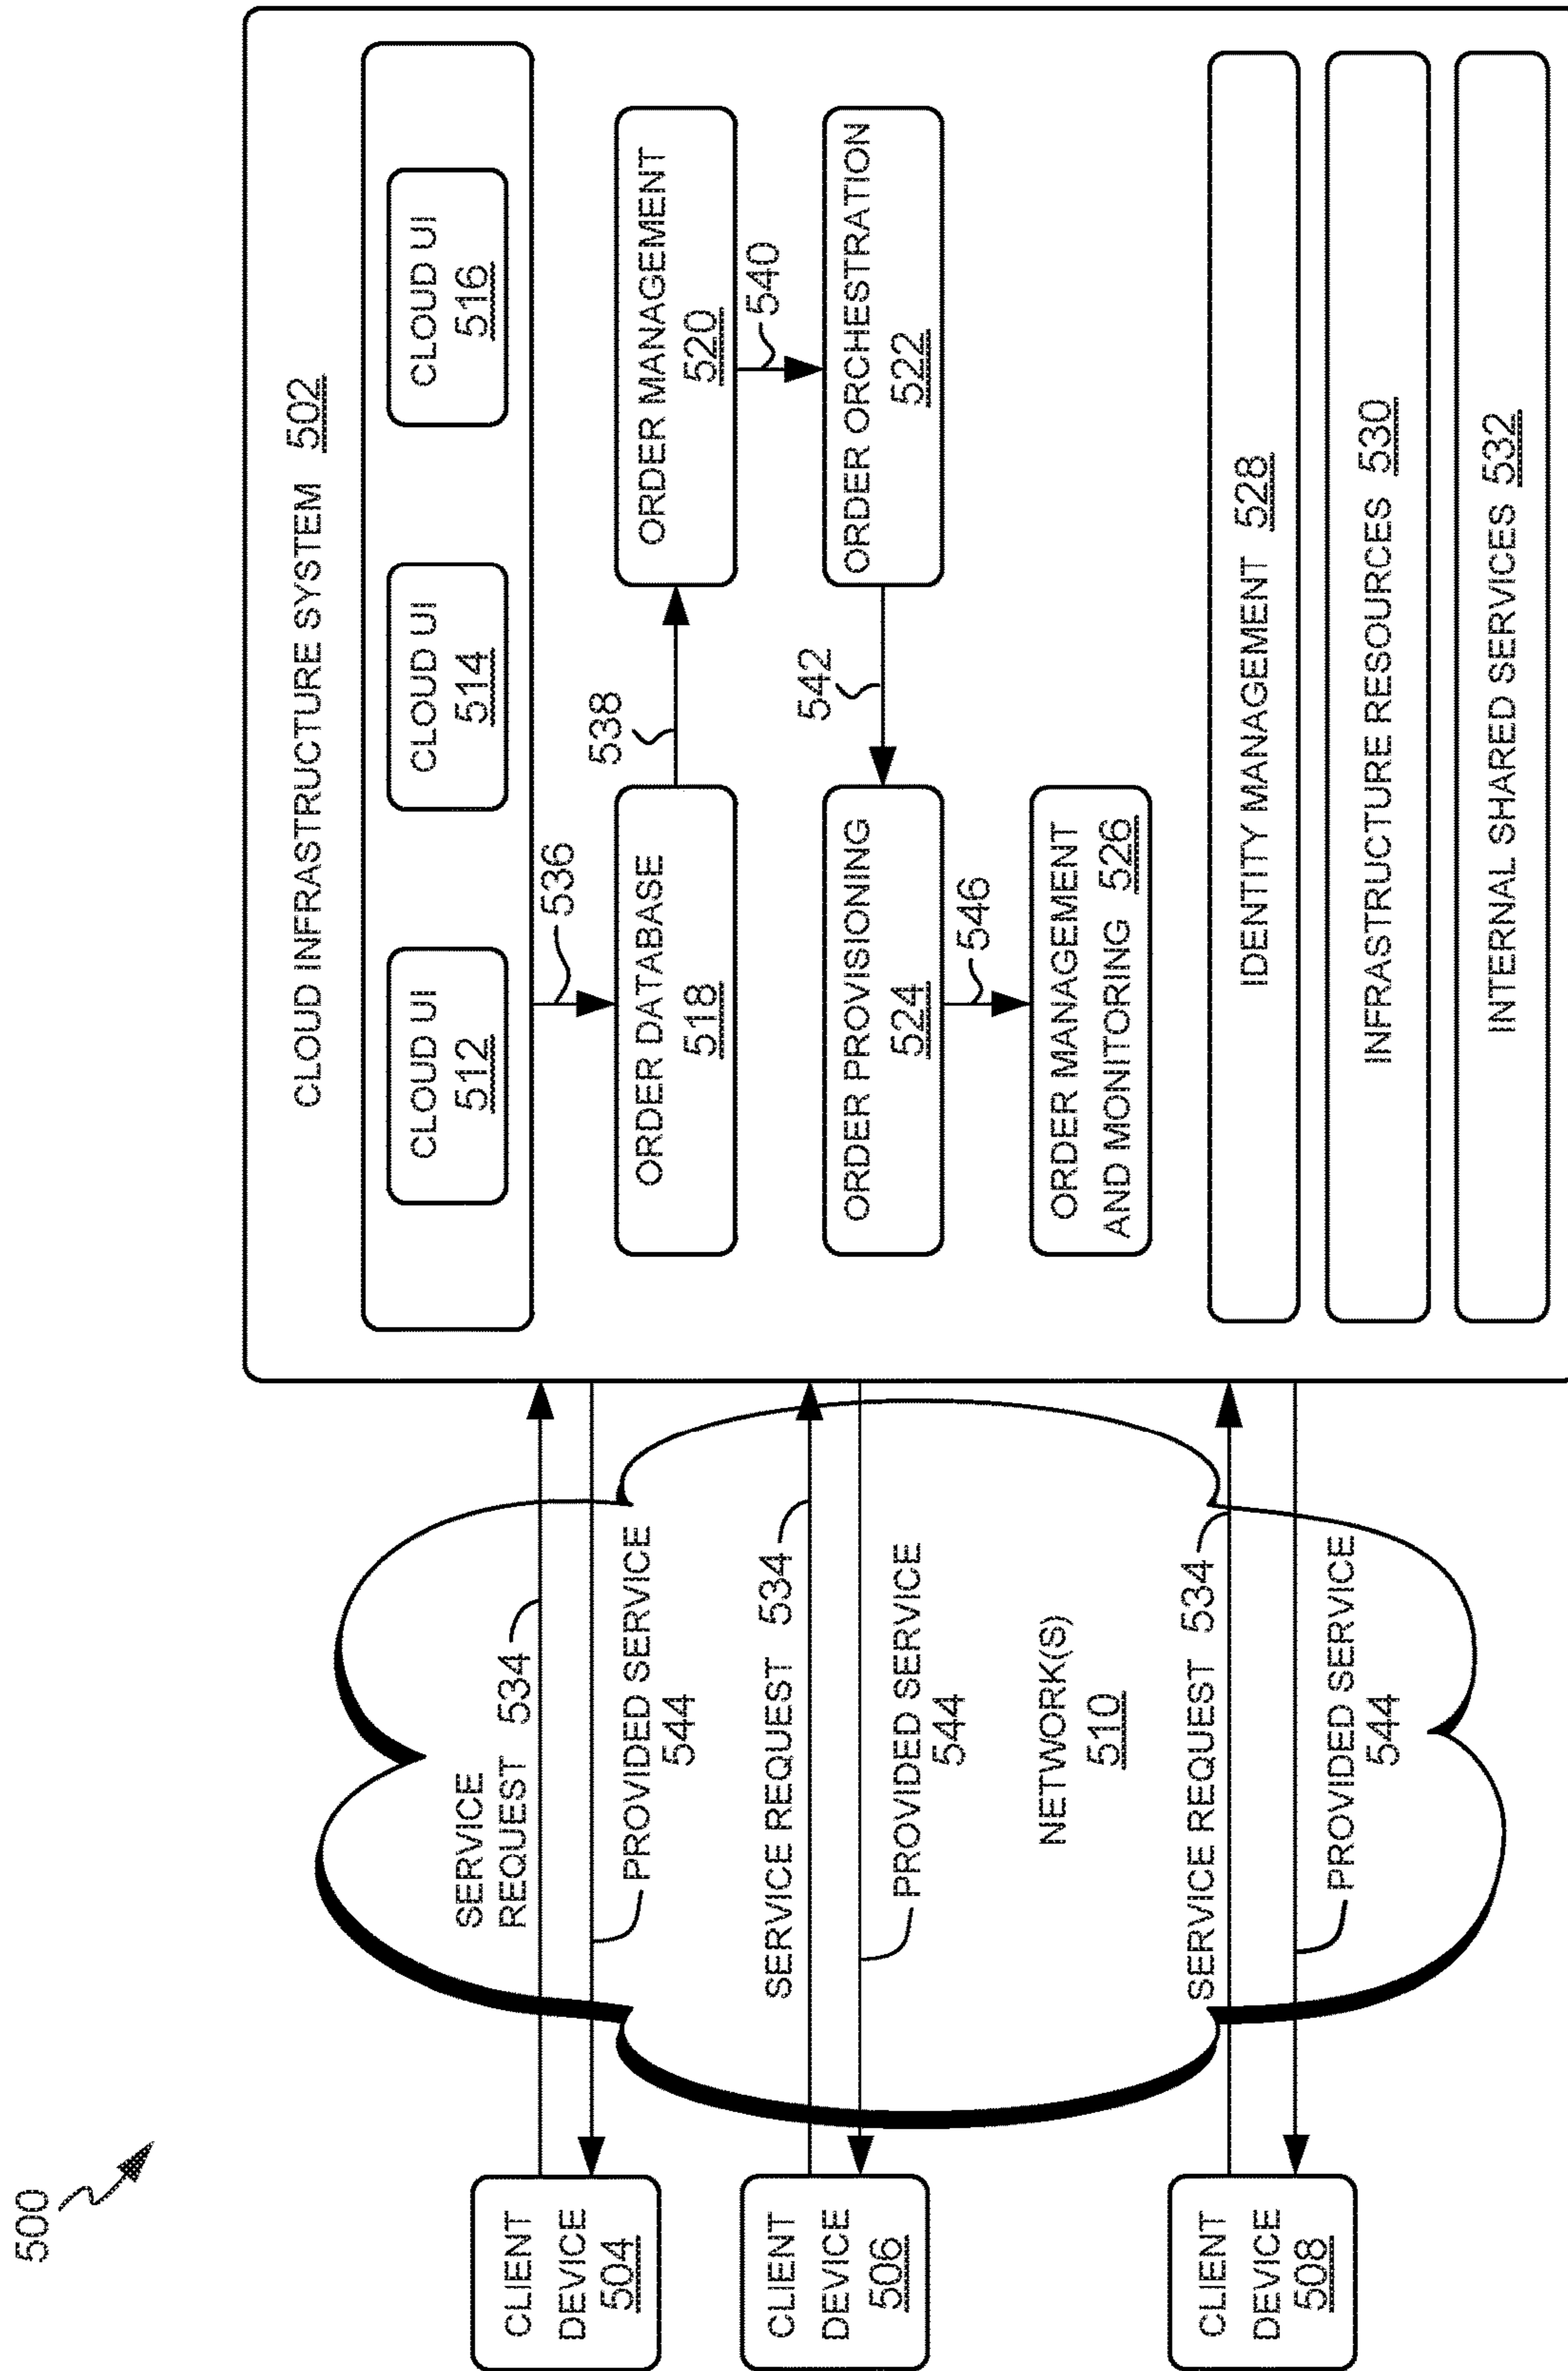 500
CLIENT
DEVICE
504
CLIENT
DEVICE
506
CLIENT
DEVICE
508
SERVICE
REQUEST 534
PROVIDED SERVICE
544
SERVICE REQUEST 534
PROVIDED SERVICE
544
NETWORK(S)
510
SERVICE REQUEST 534
PROVIDED SERVICE
544
CLOUD INFRASTRUCTURE SYSTEM 502
CLOUD UI
512
CLOUD UI
514
CLOUD UI
516
536
ORDER DATABASE
518
538
ORDER MANAGEMENT
520
540
ORDER ORCHESTRATION
522
542
ORDER PROVISIONING
524
546
ORDER MANAGEMENT
AND MONITORING 526
IDENTITY MANAGEMENT 528
INFRASTRUCTURE RESOURCES 530
INTERNAL SHARED SERVICES 532